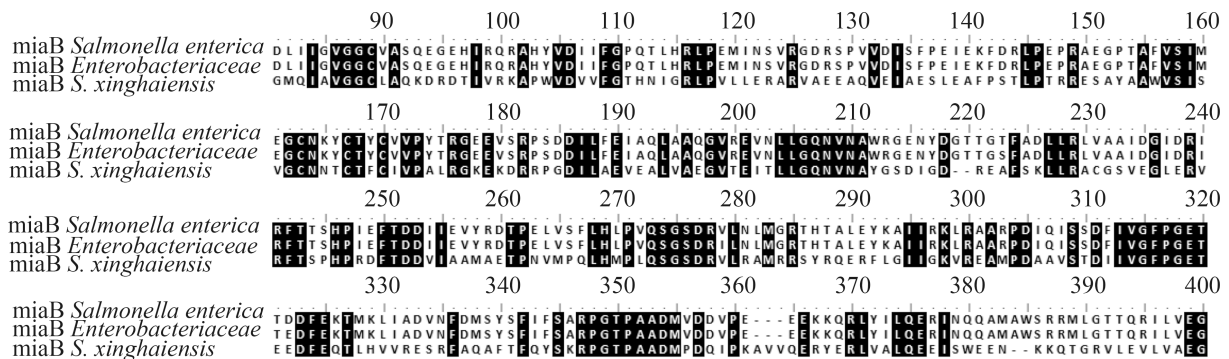 90 100 110 120 130 140 150 160
miaB Salmonella enterica DLIIGVGGCVASQEGEHIRQRAHYVDIIFGPQTLHRLPEMINSVRGDRSPVVDISFPEIEKFDRLPEPRAEGPTAFVSIM
miaB Enterobacteriaceae DLIIGVGGCVASQEGEHIRQRAHYVDIIFGPQTLHRLPEMINSVRGDRSPVVDISFPEIEKFDRLPEPRAEGPTAFVSIM
miaB S. xinghaiensis GMQIAVGGCLAQKDRDTIVRKAPWVDVVFGTHNIGRLPVLLERARVAEEAQVEIAESLEAFPSTLPTRRESAYAAWVSIS
170 180 190 200 210 220 230 240
miaB Salmonella enterica EGCNKYCTYCVVPYTRGEEVSRPSDDILFEIAQLAAQGVREVNLLGQNVNAWRGENYDGTTGTFADLLRLVAAIDGIDRI
miaB Enterobacteriaceae EGCNKYCTYCVVPYTRGEEVSRPSDDILFEIAQLAAQGVREVNLLGQNVNAWRGENYDGTTGSFADLLRLVAAIDGIDRI
miaB S. xinghaiensis VGCNNTCTFCIVPALRGKEKDRRPGDILAEVEALVAEGVTEITLLGQNVNAYGSDIGD--REAFSKLLRACGSVEGLERV
250 260 270 280 290 300 310 320
miaB Salmonella enterica RFTTSHPIEFTDDIIEVYRDTPELVSFLHLPVQSGSDRVLNLMGRTHTALEYKAIIRKLRAARPDIQISSDFIVGFPGET
miaB Enterobacteriaceae RFTTSHPIEFTDDIIEVYRDTPELVSFLHLPVQSGSDRILNLMGRTHTALEYKAIIRKLRAARPDIQISSDFIVGFPGET
miaB S. xinghaiensis RFTSPHPRDFTDDVIAAMAETPNVMPQLHMPLQSGSDRVLRAMRRSYRQERFLGIIGKVREAMPDAAVSTDIIVGFPGET
330 340 350 360 370 380 390 400
miaB Salmonella enterica TDDFEKTMKLIADVNFDMSYSFIFSARPGTPAADMVDDVPE---EEKKQRLYILQERINQQAMAWSRRMLGTTQRILVEG
miaB Enterobacteriaceae TEDFEKTMKLIADVNFDMSYSFIFSARPGTPAADMVDDVPE---EEKKQRLYILQERINQQAMAWSRRMLGTTQRILVEG
miaB S. xinghaiensis EEDFEQTLHVVRESRFAQAFTFQYSKRPGTPAADMPDQIPKAVVQERYERLVALQEEISWEEN--KKQTGRVLEVLVAEG